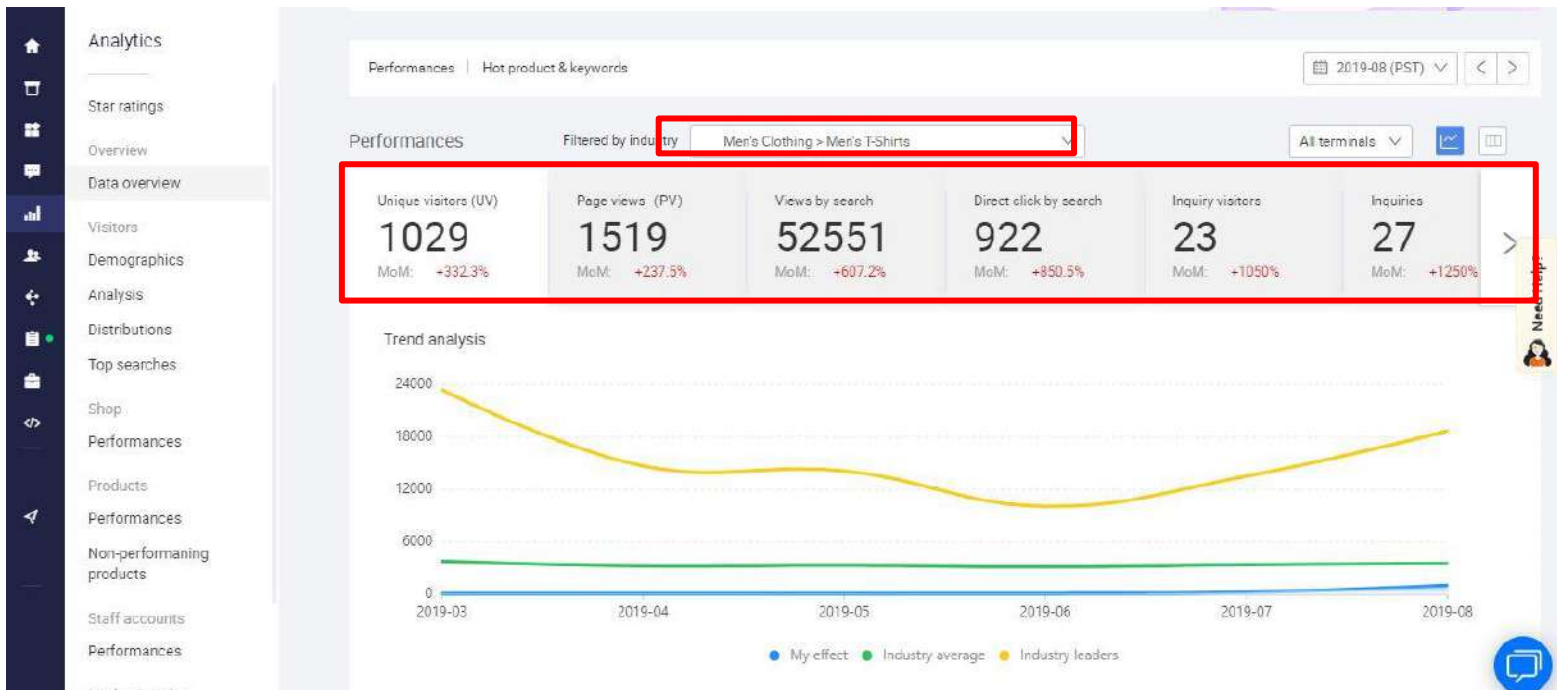 Analytics
Star ratings
Overview
Data overview
Visitors
Demographics
Analysis
Distributions
Top searches
Shop
Performances
Products
Performances
Non-performaning
products
Staff accounts
Performances
Performances | Hot product & keywords
2019-08 (PST)
Performances
Filtered by industry
Men's Clothing > Men's T-Shirts
All terminals
Unique visitors (UV)
1029
MoM: +332.3%
Page views (PV)
1519
MoM: +237.5%
Views by search
52551
MoM: +607.2%
Direct click by search
922
MoM: +850.5%
Inquiry visitors
23
MoM: +1050%
Inquiries
27
MoM: +1250%
Need Help?
Trend analysis
24000
18000
12000
6000
0
2019-03 2019-04 2019-05 2019-06 2019-07 2019-08
My effect Industry average Industry leaders